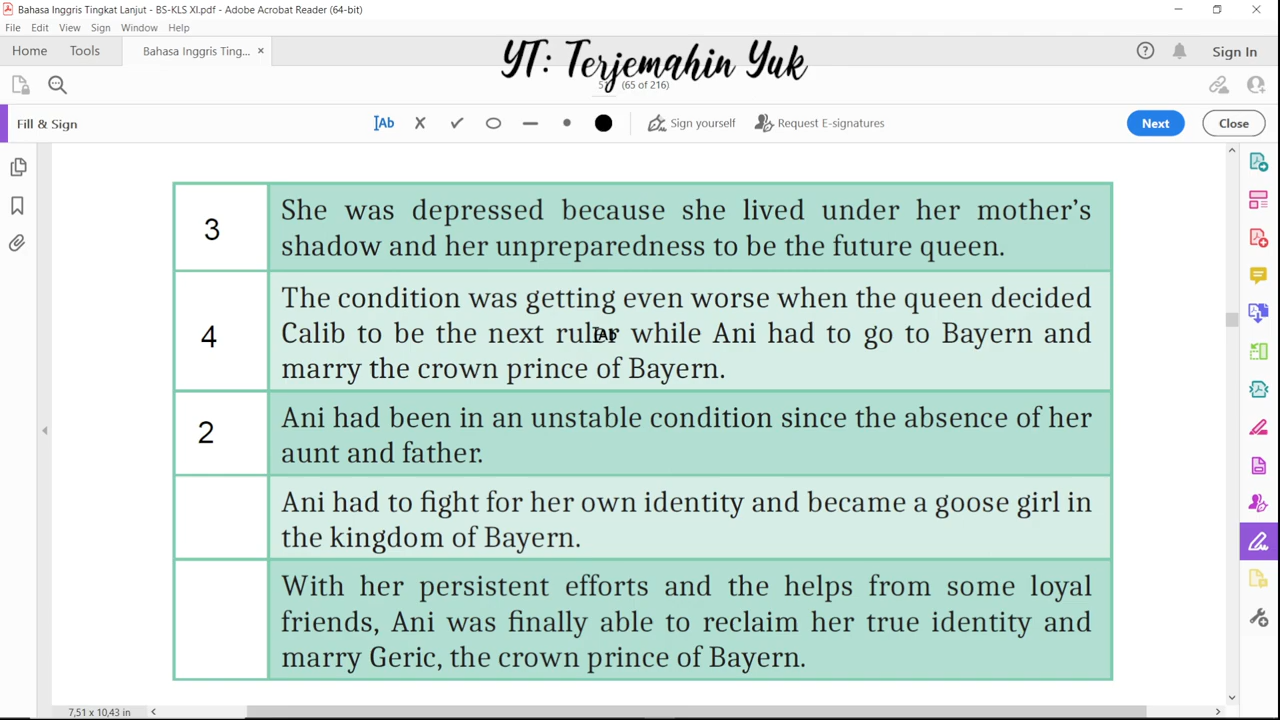 Bahasa Inggris Tingkat Lanjut - BS-KLS XI.pdf - Adobe Acrobat Reader (64-bit)
File Edit View Sign Window Help
Home Tools Bahasa Inggris Ting... × Sign In
YT: Terjemahin Yuk
(65 of 216)
Fill & Sign Ab Sign yourself Request E-signatures Next Close
3 She was depressed because she lived under her mother's
shadow and her unpreparedness to be the future queen.
4 The condition was getting even worse when the queen decided
Calib to be the next ruler while Ani had to go to Bayern and
marry the crown prince of Bayern.
2 Ani had been in an unstable condition since the absence of her
aunt and father.
Ani had to fight for her own identity and became a goose girl in
the kingdom of Bayern.
With her persistent efforts and the helps from some loyal
friends, Ani was finally able to reclaim her true identity and
marry Geric, the crown prince of Bayern.
7,51 x 10,43 in